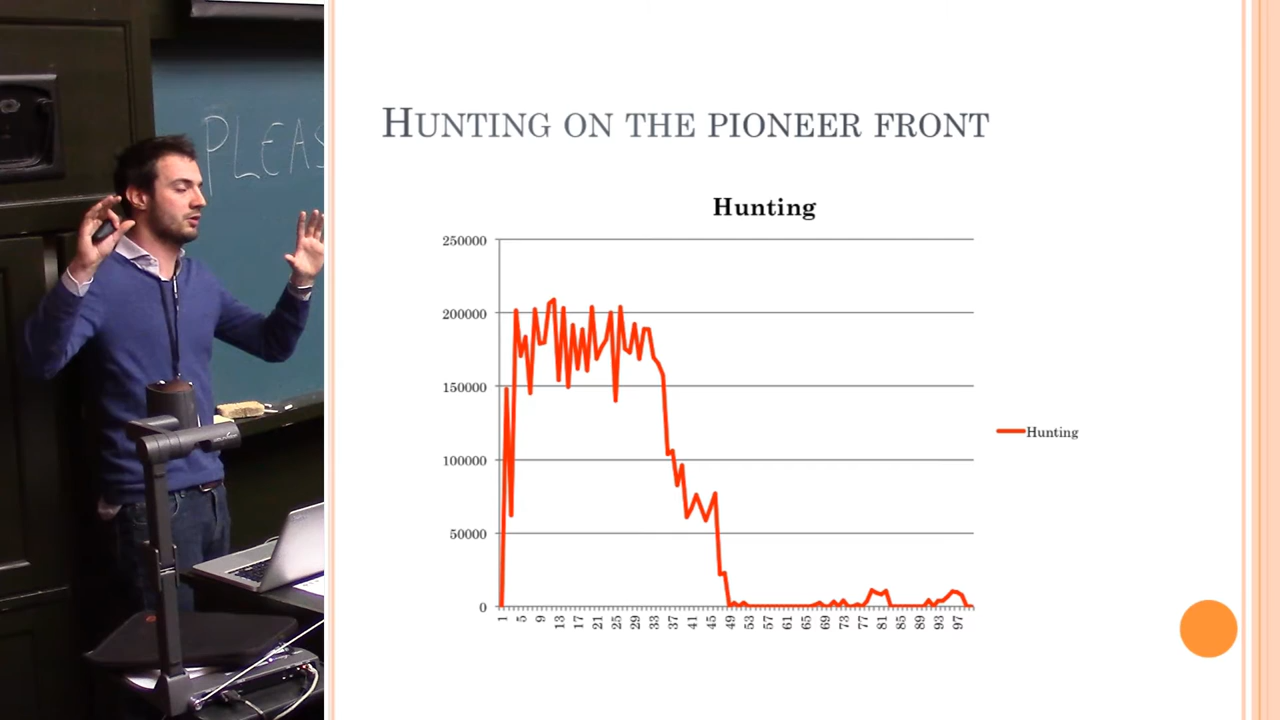 PLEAS
HUNTING ON THE PIONEER FRONT
Hunting
250000
200000
150000
100000
50000
0
Hunting
1 5 9 13 17 21 25 29 33 37 41 45 49 53 57 61 65 69 73 77 81 85 89 93 97